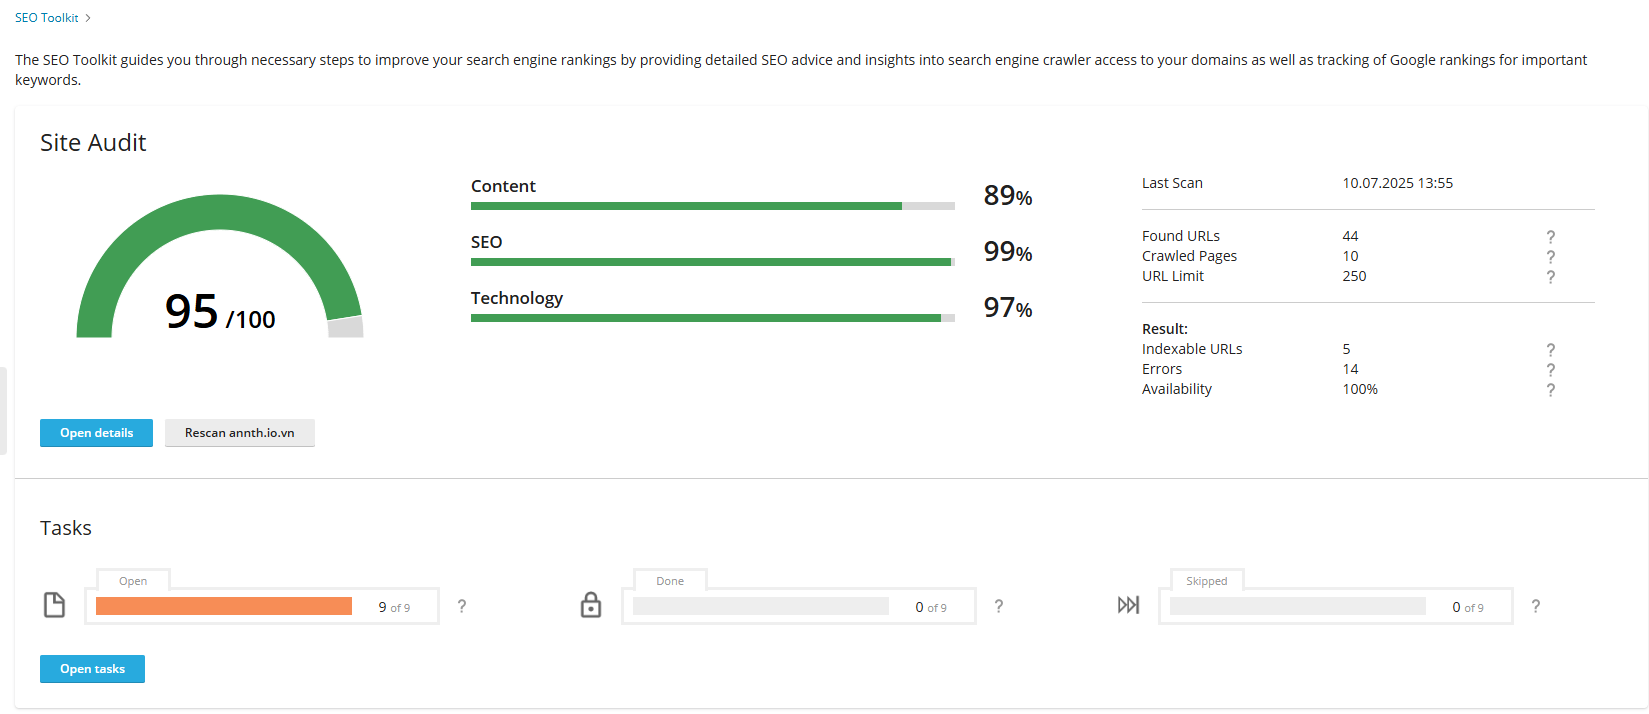 SEO Toolkit >
The SEO Toolkit guides you through necessary steps to improve your search engine rankings by providing detailed SEO advice and insights into search engine crawler access to your domains as well as tracking of Google rankings for important
keywords.
Site Audit
95 /100
Content 89%
SEO 99%
Technology 97%
Last Scan 10.07.2025 13:55
Found URLs 44 ?
Crawled Pages 10 ?
URL Limit 250 ?
Result:
Indexable URLs 5 ?
Errors 14 ?
Availability 100% ?
Open details Rescan annth.io.vn
Tasks
Open
9 of 9 ?
Done
0 of 9 ?
Skipped
0 of 9 ?
Open tasks